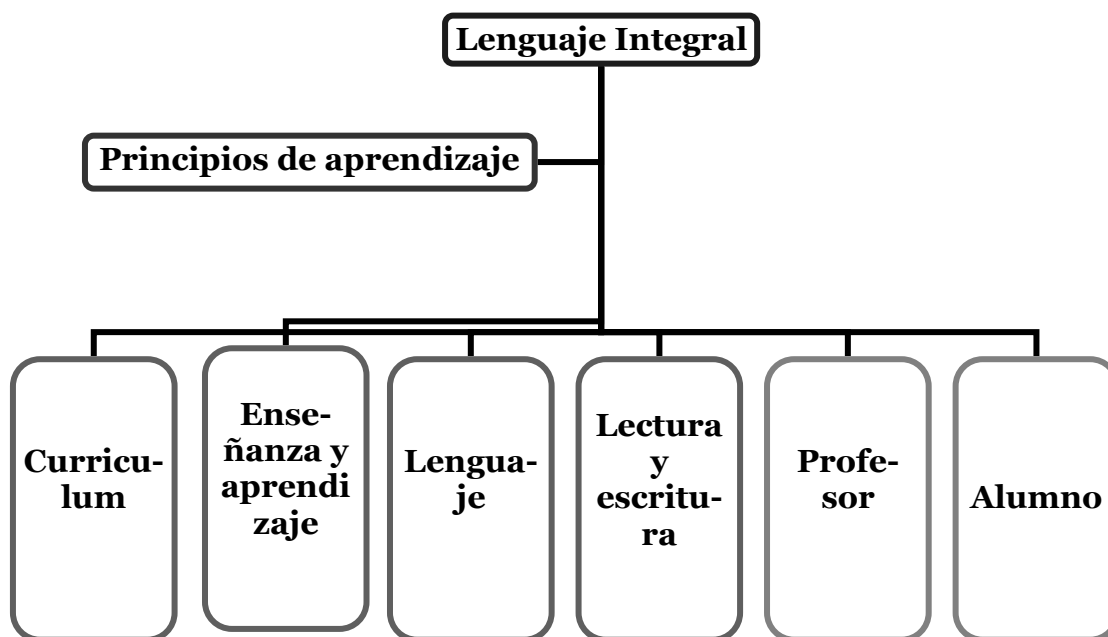 Lenguaje Integral
Principios de aprendizaje
Curricu-
lum
Ense-
ñanza y
aprendi
zaje
Lengua-
je
Lectura
y
escritu-
ra
Profe-
sor
Alumno